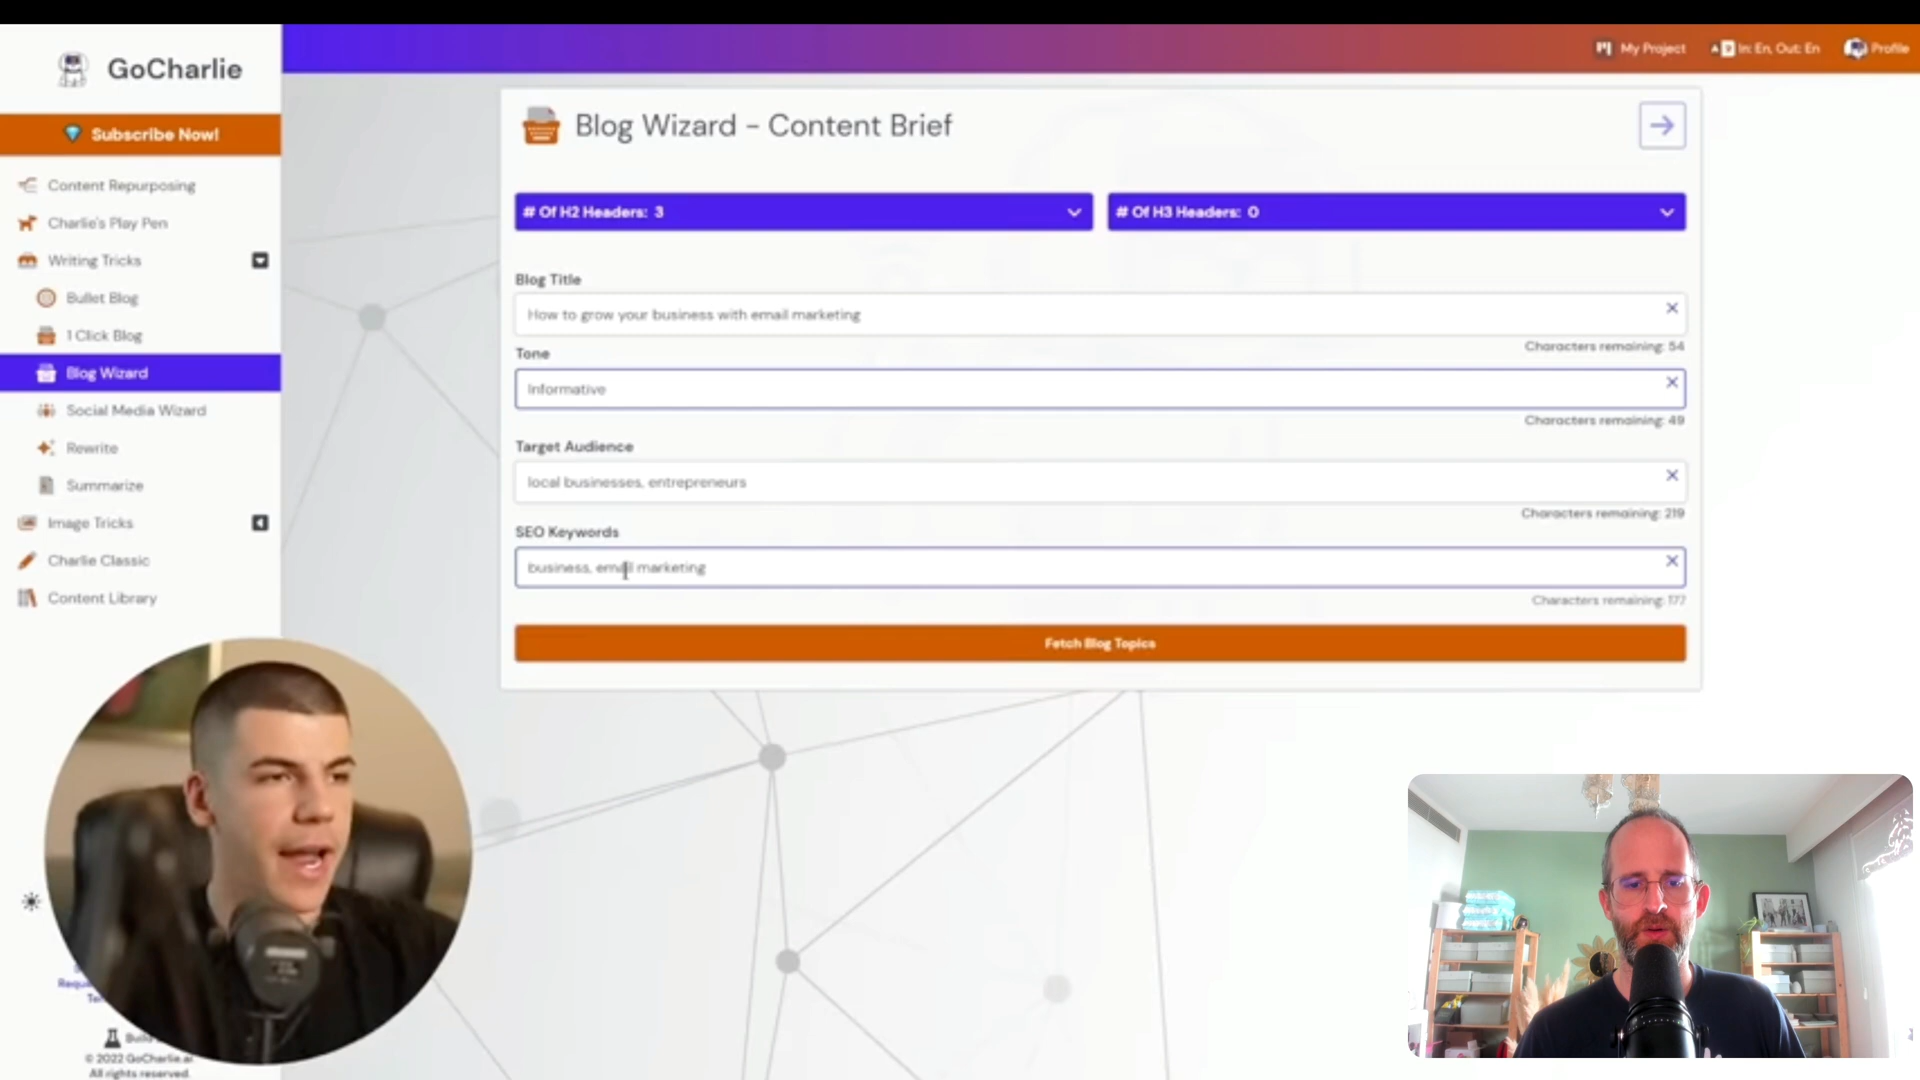 GoCharlie
My Project
In: En, Out: En
Profile
Subscribe Now!
Content Repurposing
Charlie's Play Pen
Writing Tricks
Bullet Blog
1 Click Blog
Blog Wizard
Social Media Wizard
Rewrite
Summarize
Image Tricks
Charlie Classic
Content Library
Blog Wizard - Content Brief
# Of H2 Headers: 3
# Of H3 Headers: 0
Blog Title
How to grow your business with email marketing
Characters remaining: 54
Tone
Informative
Characters remaining: 49
Target Audience
local businesses, entrepreneurs
Characters remaining: 219
SEO Keywords
business, email marketing
Characters remaining: 177
Fetch Blog Topics
© 2022 GoCharlie.ai
All rights reserved.